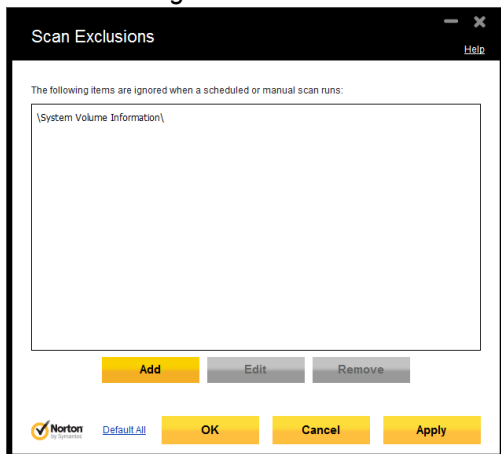 Scan Exclusions
Help
The following items are ignored when a scheduled or manual scan runs:
\System Volume Information\
Add Edit Remove
Norton
by Symantec
Default All OK Cancel Apply